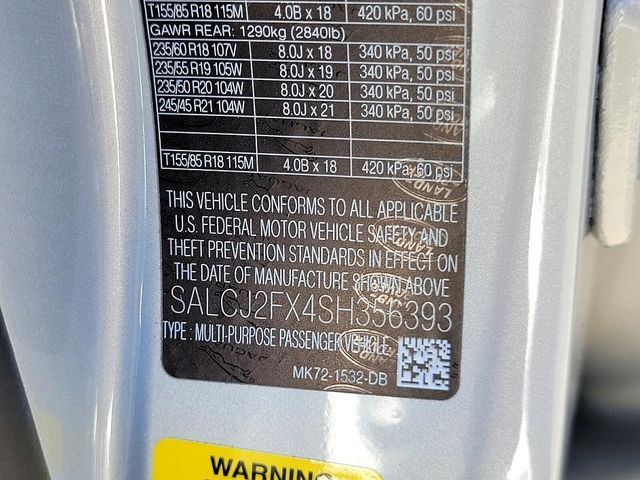 T155/85 R18 115M 4.0B x 18 420 kPa, 60 psi
GAWR REAR: 1290kg (2840lb)
235/60 R18 107V 8.0J x 18 340 kPa, 50 psi
235/55 R19 105W 8.0J x 19 340 kPa, 50 psi
235/50 R20 104W 8.0J x 20 340 kPa, 50 psi
245/45 R21 104W 8.0J x 21 340 kPa, 50 psi
T155/85 R18 115M 4.0B x 18 420 kPa, 60 psi
THIS VEHICLE CONFORMS TO ALL APPLICABLE
U.S. FEDERAL MOTOR VEHICLE SAFETY AND
THEFT PREVENTION STANDARDS IN EFFECT ON
THE DATE OF MANUFACTURE SHOWN ABOVE
SALCJ2FX4SH356393
TYPE : MULTI-PURPOSE PASSENGER VEHICLE
MK72-1532-DB
WARNING